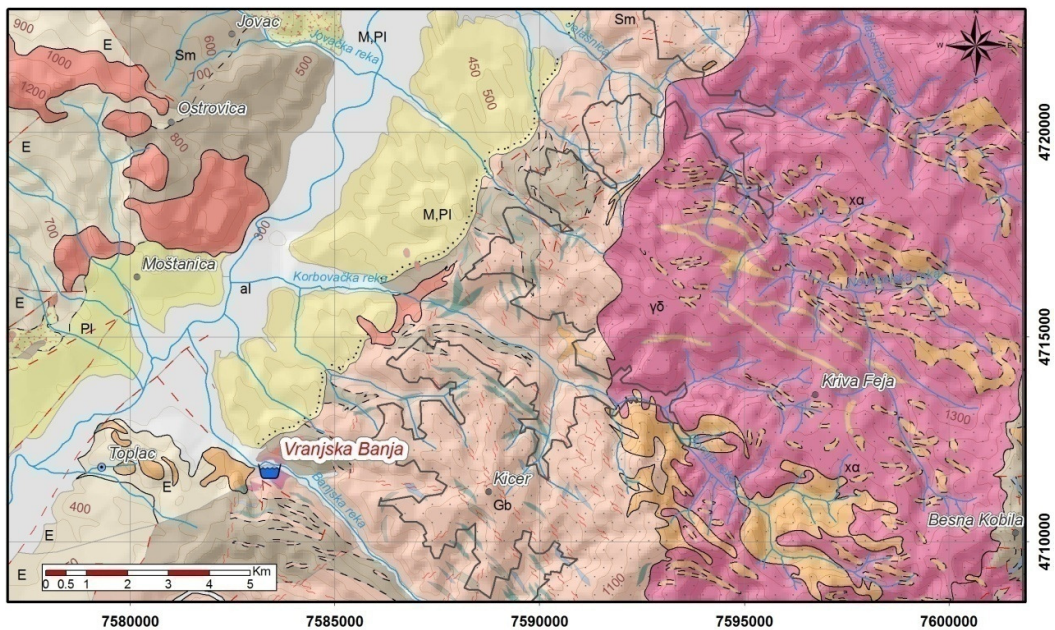 Jovac
Sm
900
E
M,Pl
Sm
Jovačka reka
600
700
500
1000
1200
450
500
N
W
E
Ostrovica
800
E
4720000
700
M,Pl
χα
300
Moštanica
Korbovačka reka
al
E
γδ
Pl
4715000
Kriva Feja
1300
Vranjska Banja
Toplac
E
Kicer
χα
Gb
Banjska reka
400
Besna Kobila
E
4710000
E
1100
Km
0 0.5 1 2 3 4 5
7580000 7585000 7590000 7595000 7600000